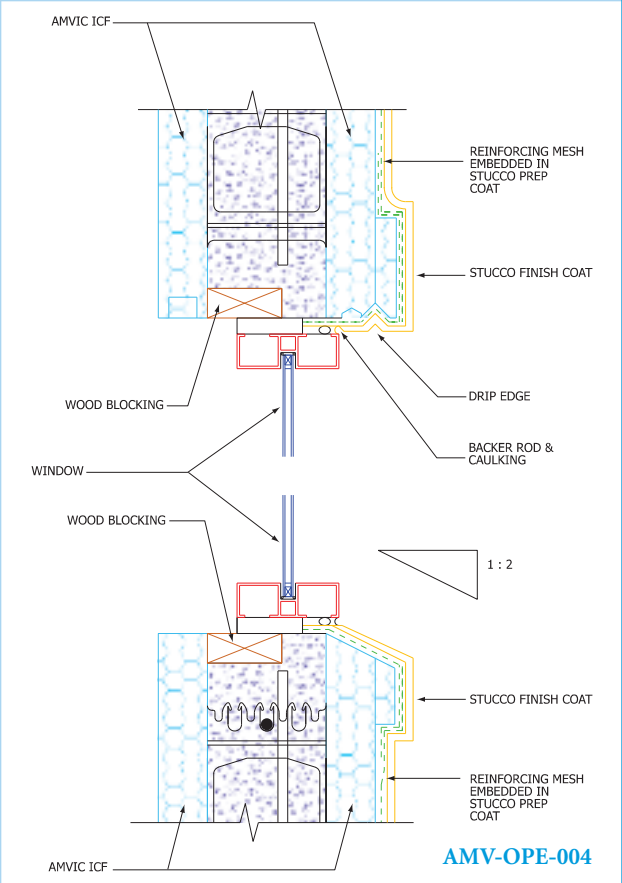 AMVIC ICF
REINFORCING MESH
EMBEDDED IN
STUCCO PREP
COAT
STUCCO FINISH COAT
DRIP EDGE
WOOD BLOCKING
BACKER ROD &
CAULKING
WINDOW
WOOD BLOCKING
1 : 2
STUCCO FINISH COAT
REINFORCING MESH
EMBEDDED IN
STUCCO PREP
COAT
AMV-OPE-004
AMVIC ICF